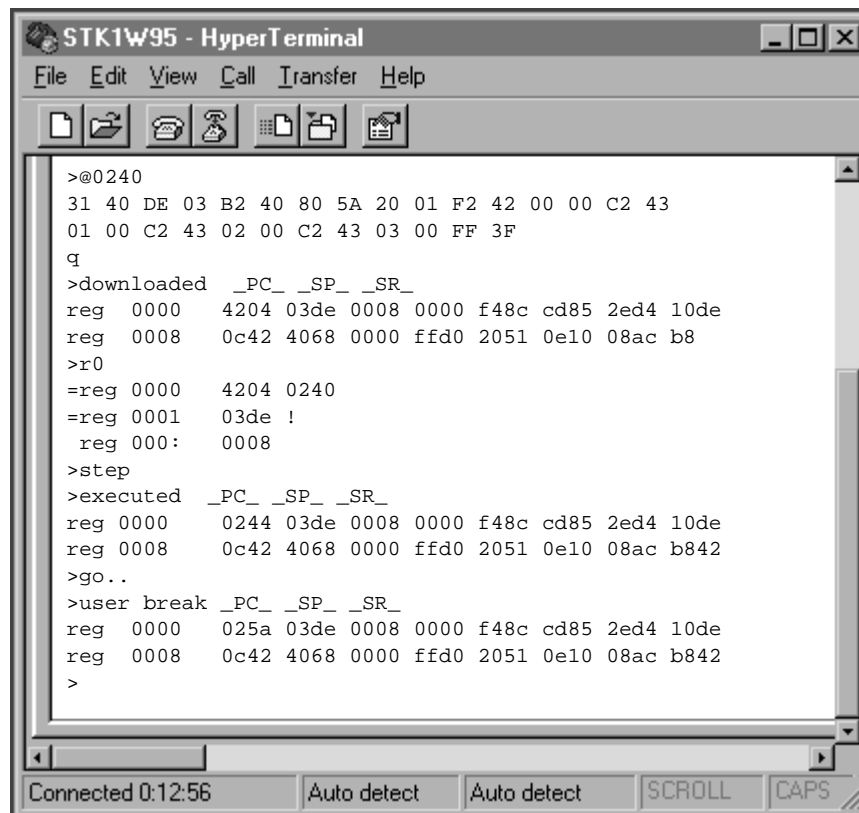 STK1W95 - HyperTerminal
File Edit View Call Transfer Help
>@0240
31 40 DE 03 B2 40 80 5A 20 01 F2 42 00 00 C2 43
01 00 C2 43 02 00 C2 43 03 00 FF 3F
q
>downloaded _PC_ _SP_ _SR_
reg 0000 4204 03de 0008 0000 f48c cd85 2ed4 10de
reg 0008 0c42 4068 0000 ffd0 2051 0e10 08ac b8
>r0
=reg 0000 4204 0240
=reg 0001 03de !
reg 000: 0008
>step
>executed _PC_ _SP_ _SR_
reg 0000 0244 03de 0008 0000 f48c cd85 2ed4 10de
reg 0008 0c42 4068 0000 ffd0 2051 0e10 08ac b842
>go..
>user break _PC_ _SP_ _SR_
reg 0000 025a 03de 0008 0000 f48c cd85 2ed4 10de
reg 0008 0c42 4068 0000 ffd0 2051 0e10 08ac b842
>
Connected 0:12:56 Auto detect Auto detect SCROLL CAPS